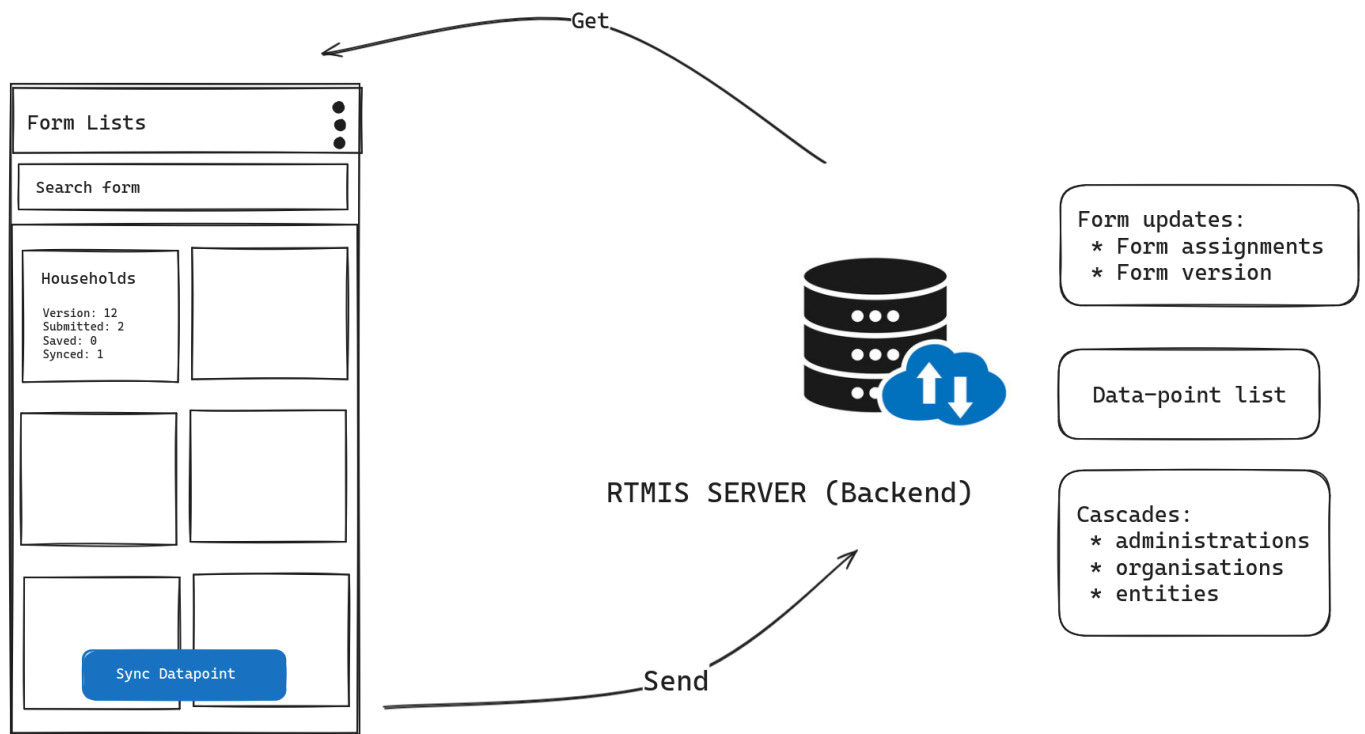 Get
Form Lists
Search form
Households
Version: 12
Submitted: 2
Saved: 0
Synced: 1
Sync Datapoint
RTMIS SERVER (Backend)
Send
Form updates:
* Form assignments
* Form version
Data-point list
Cascades:
* administrations
* organisations
* entities